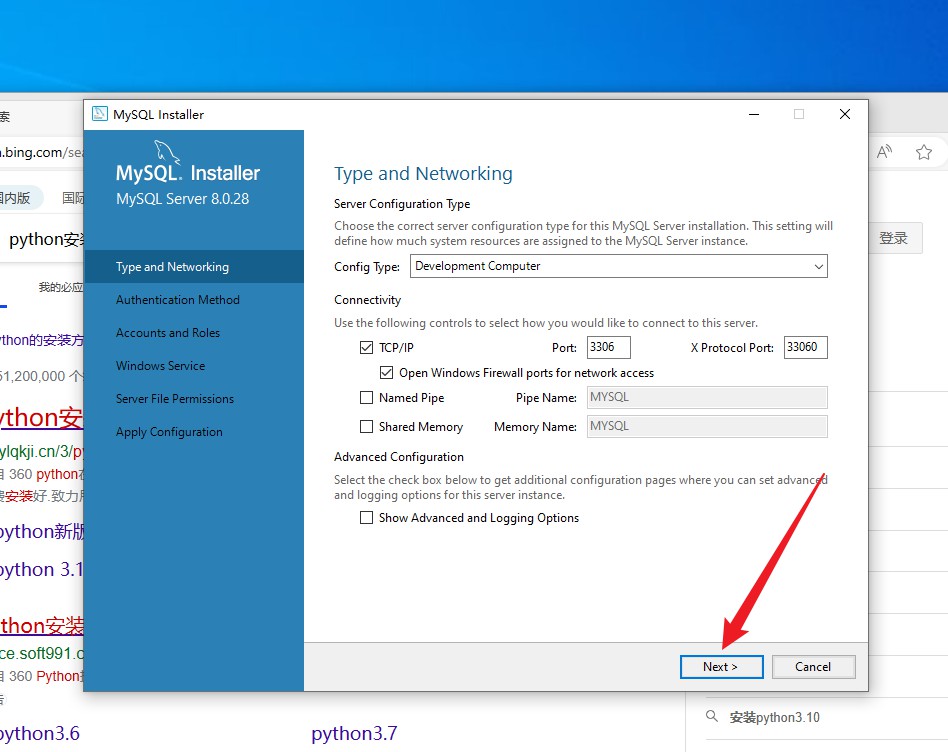 索
MySQL Installer
.bing.com/sea
国内版
国际
python安装
登录
我的必应
MySQL. Installer
MySQL Server 8.0.28
Type and Networking
Authentication Method
Accounts and Roles
Windows Service
Server File Permissions
Apply Configuration
Type and Networking
Server Configuration Type
Choose the correct server configuration type for this MySQL Server installation. This setting will
define how much system resources are assigned to the MySQL Server instance.
Config Type: Development Computer
Connectivity
Use the following controls to select how you would like to connect to this server.
TCP/IP Port: 3306 X Protocol Port: 33060
Open Windows Firewall ports for network access
Named Pipe Pipe Name: MYSQL
Shared Memory Memory Name: MYSQL
Advanced Configuration
Select the check box below to get additional configuration pages where you can set advanced
and logging options for this server instance.
Show Advanced and Logging Options
Next > Cancel
ython的安装方
51,200,000 个
ython安
ylqkji.cn/3/py
自 360 python
安装好.致力
python新版
python 3.1
thon安装
ce.soft991.c
自 360 Python
告
python3.6
python3.7
安装python3.10